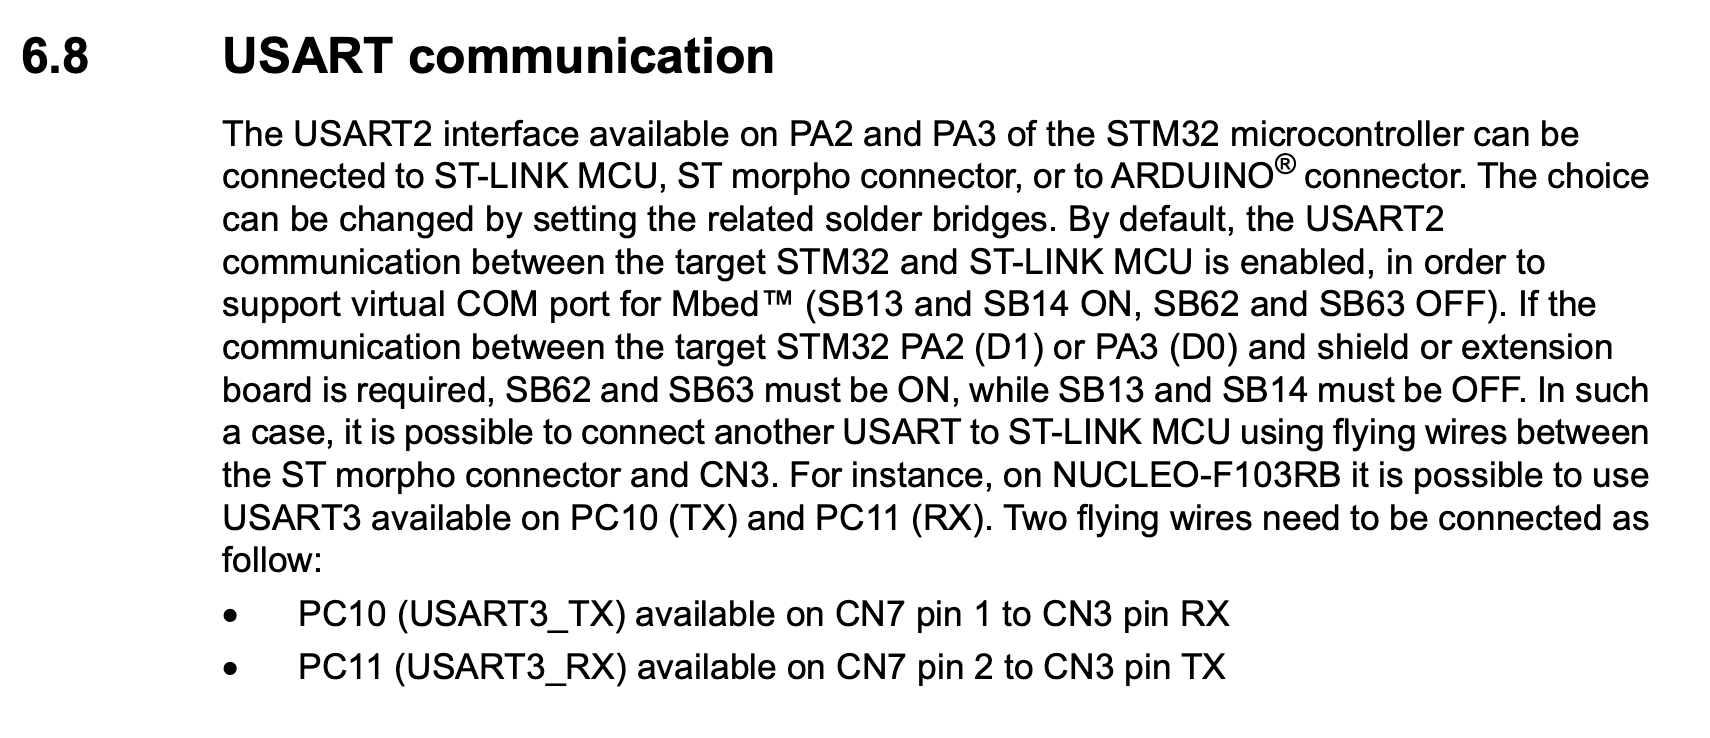 6.8 USART communication
The USART2 interface available on PA2 and PA3 of the STM32 microcontroller can be
connected to ST-LINK MCU, ST morpho connector, or to ARDUINO® connector. The choice
can be changed by setting the related solder bridges. By default, the USART2
communication between the target STM32 and ST-LINK MCU is enabled, in order to
support virtual COM port for Mbed™ (SB13 and SB14 ON, SB62 and SB63 OFF). If the
communication between the target STM32 PA2 (D1) or PA3 (D0) and shield or extension
board is required, SB62 and SB63 must be ON, while SB13 and SB14 must be OFF. In such
a case, it is possible to connect another USART to ST-LINK MCU using flying wires between
the ST morpho connector and CN3. For instance, on NUCLEO-F103RB it is possible to use
USART3 available on PC10 (TX) and PC11 (RX). Two flying wires need to be connected as
follow:
• PC10 (USART3_TX) available on CN7 pin 1 to CN3 pin RX
• PC11 (USART3_RX) available on CN7 pin 2 to CN3 pin TX